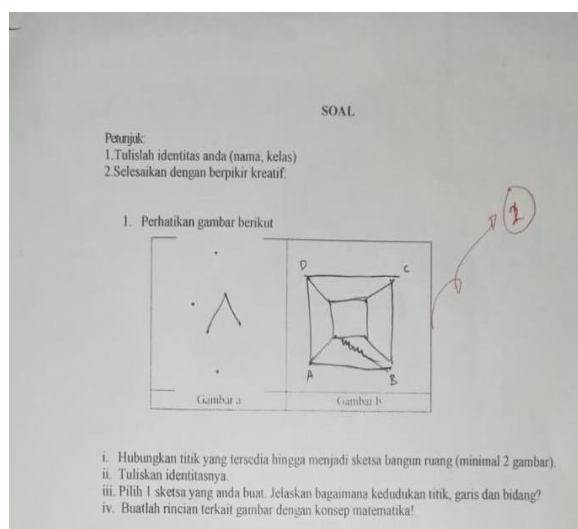 SOAL
Petunjuk:
1.Tulislah identitas anda (nama, kelas)
2.Selesaikan dengan berpikir kreatif.
1. Perhatikan gambar berikut
2
D
C
A
B
Gambar a
Gambar b
i. Hubungkan titik yang tersedia hingga menjadi sketsa bangun ruang (minimal 2 gambar).
ii. Tuliskan identitasnya.
iii. Pilih 1 sketsa yang anda buat. Jelaskan bagaimana kedudukan titik, garis dan bidang?
iv. Buatlah rincian terkait gambar dengan konsep matematika!